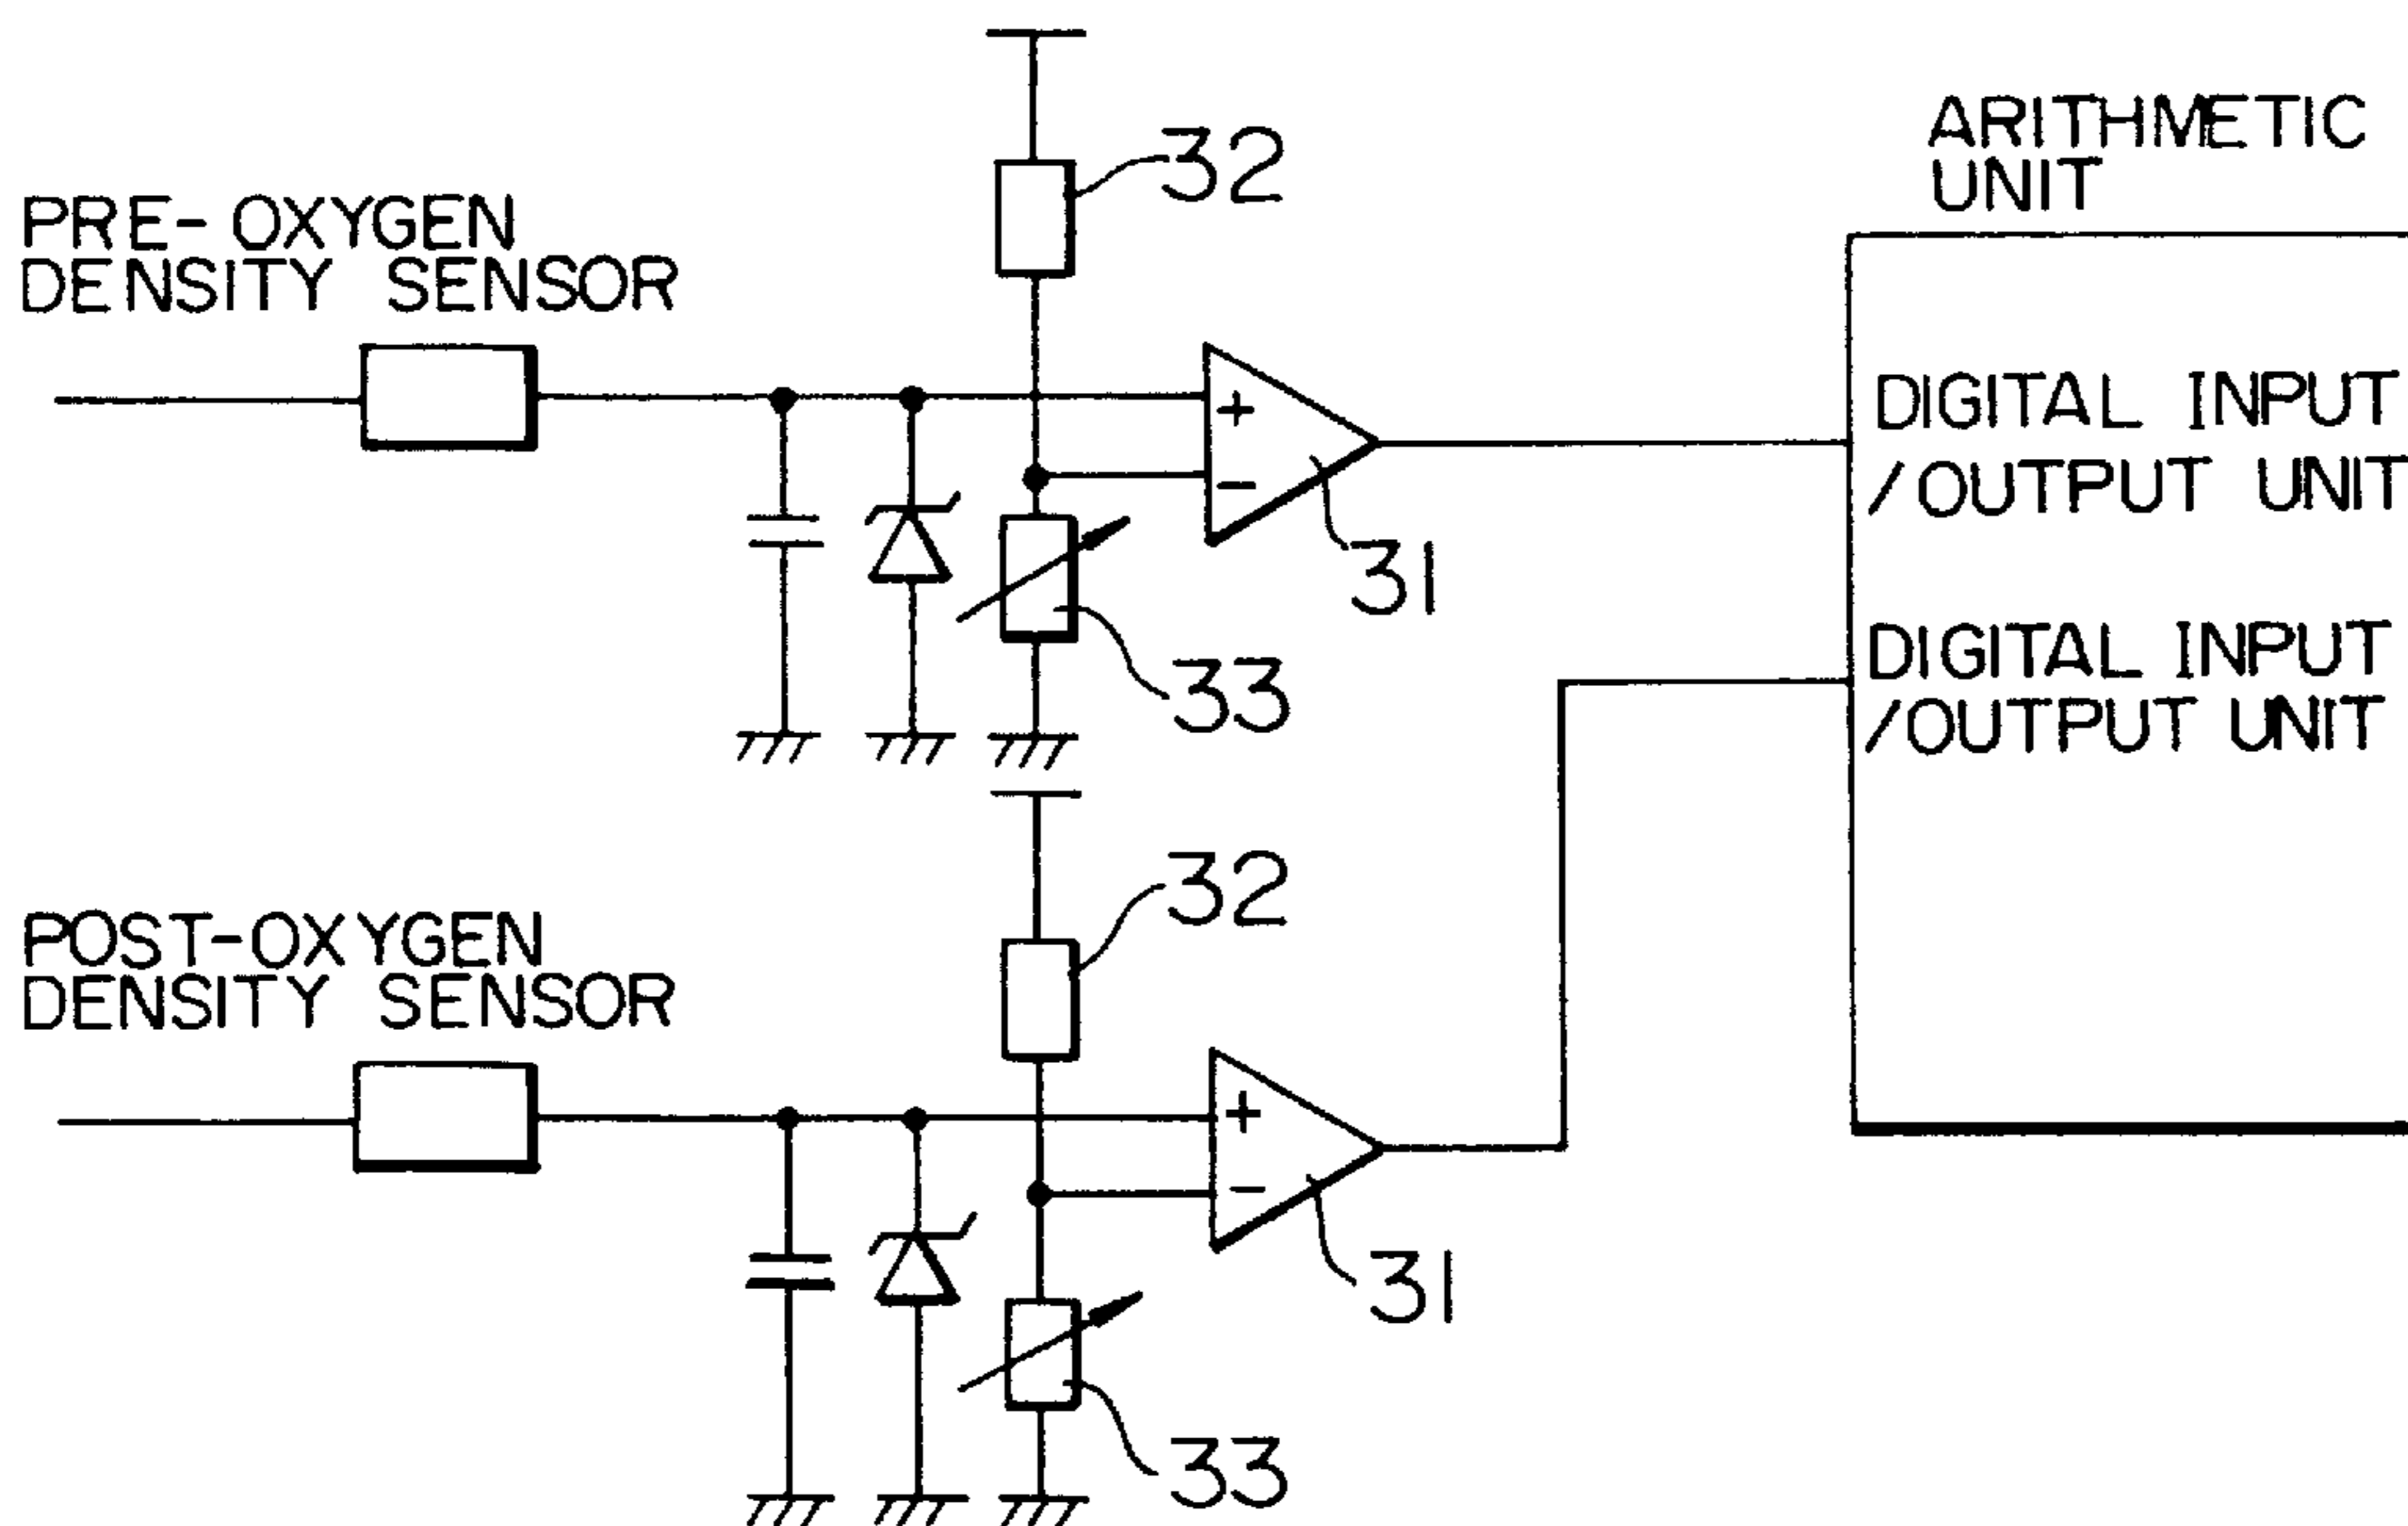 ARITHMETIC
UNIT
32
PRE-OXYGEN
DENSITY SENSOR
+
−
DIGITAL INPUT
/OUTPUT UNIT
31
33
DIGITAL INPUT
/OUTPUT UNIT
32
POST-OXYGEN
DENSITY SENSOR
+
−
31
33